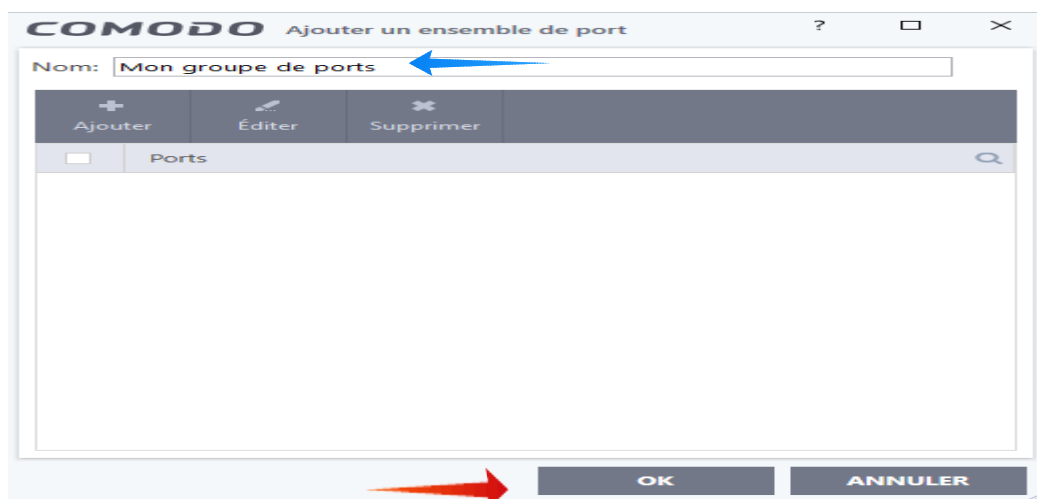 COMODO Ajouter un ensemble de port ?
Nom: Mon groupe de ports
Ajouter Éditer Supprimer
Ports
OK ANNULER